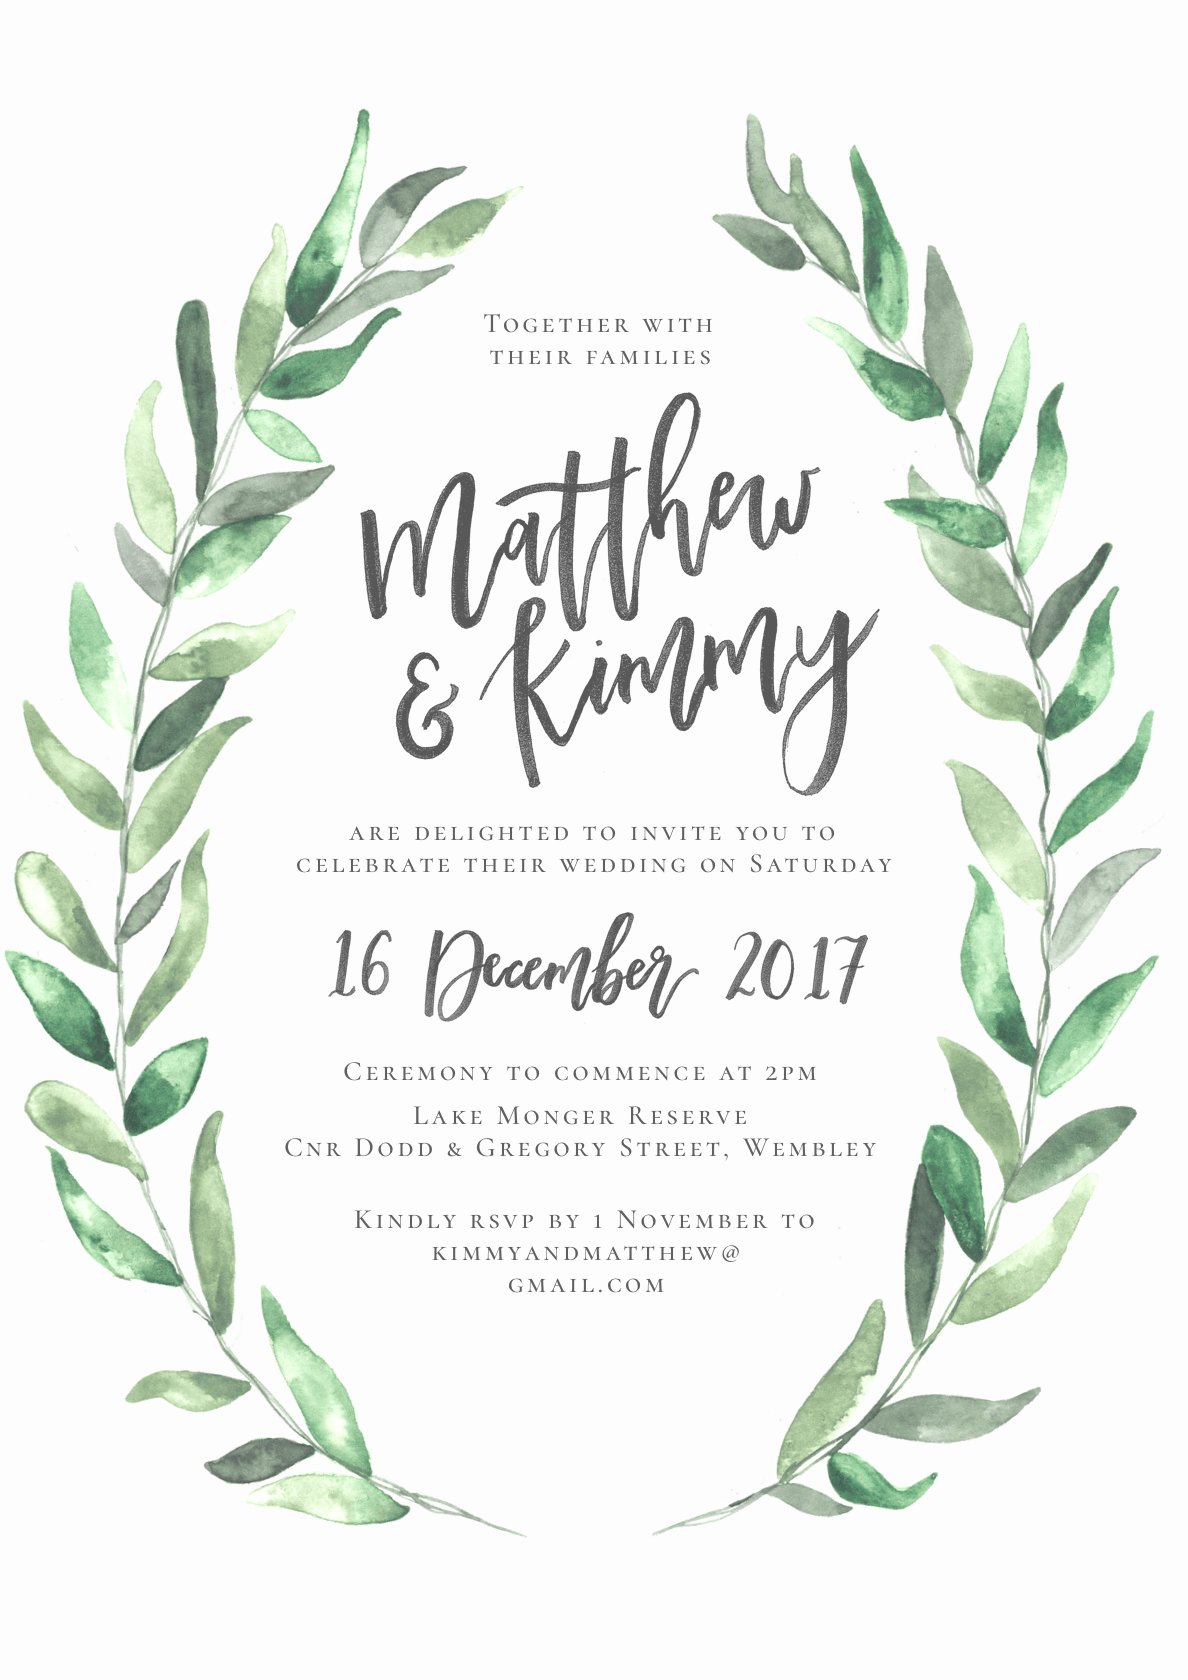 Together with
their families
Matthew
& Kimmy
are delighted to invite you to
celebrate their wedding on Saturday
16 December 2017
Ceremony to commence at 2pm
Lake Monger Reserve
Cnr Dodd & Gregory Street, Wembley
Kindly rsvp by 1 November to
kimmyandmatthew@
gmail.com